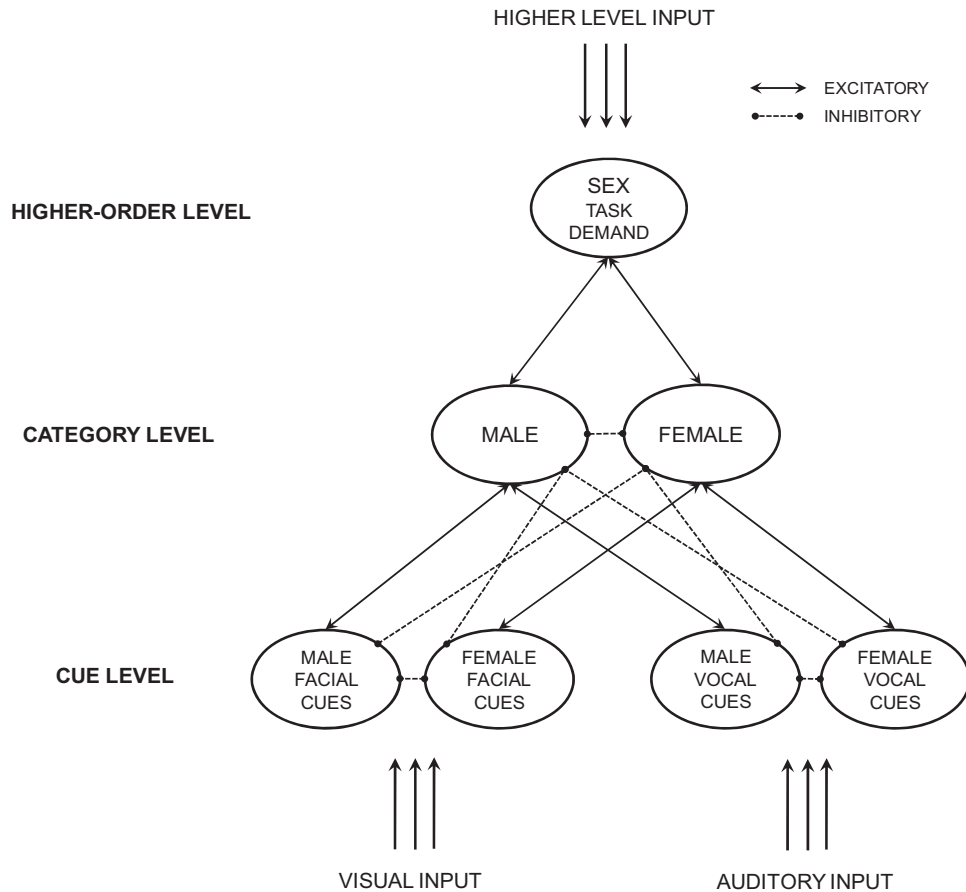 HIGHER LEVEL INPUT
EXCITATORY
INHIBITORY
HIGHER-ORDER LEVEL
SEX
TASK
DEMAND
CATEGORY LEVEL
MALE
FEMALE
CUE LEVEL
MALE
FACIAL
CUES
FEMALE
FACIAL
CUES
MALE
VOCAL
CUES
FEMALE
VOCAL
CUES
VISUAL INPUT
AUDITORY INPUT